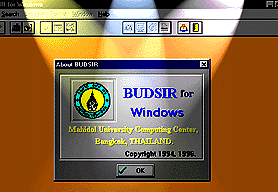 IR for Windows
Search Window Help
About BUDSIR
BUDSIR for
Windows
Mahidol University Computing Center,
Bangkok, THAILAND.
Copyright 1994, 1996.
OK